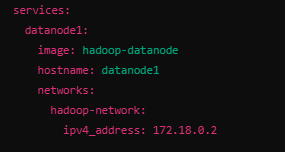 services:
  datanode1:
    image: hadoop-datanode
    hostname: datanode1
    networks:
      hadoop-network:
        ipv4_address: 172.18.0.2